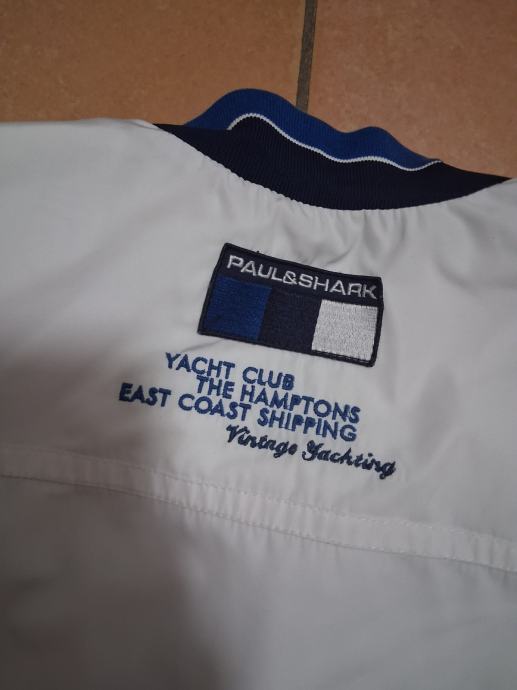 PAUL&SHARK
YACHT CLUB
THE HAMPTONS
EAST COAST SHIPPING
Vintage Yachting